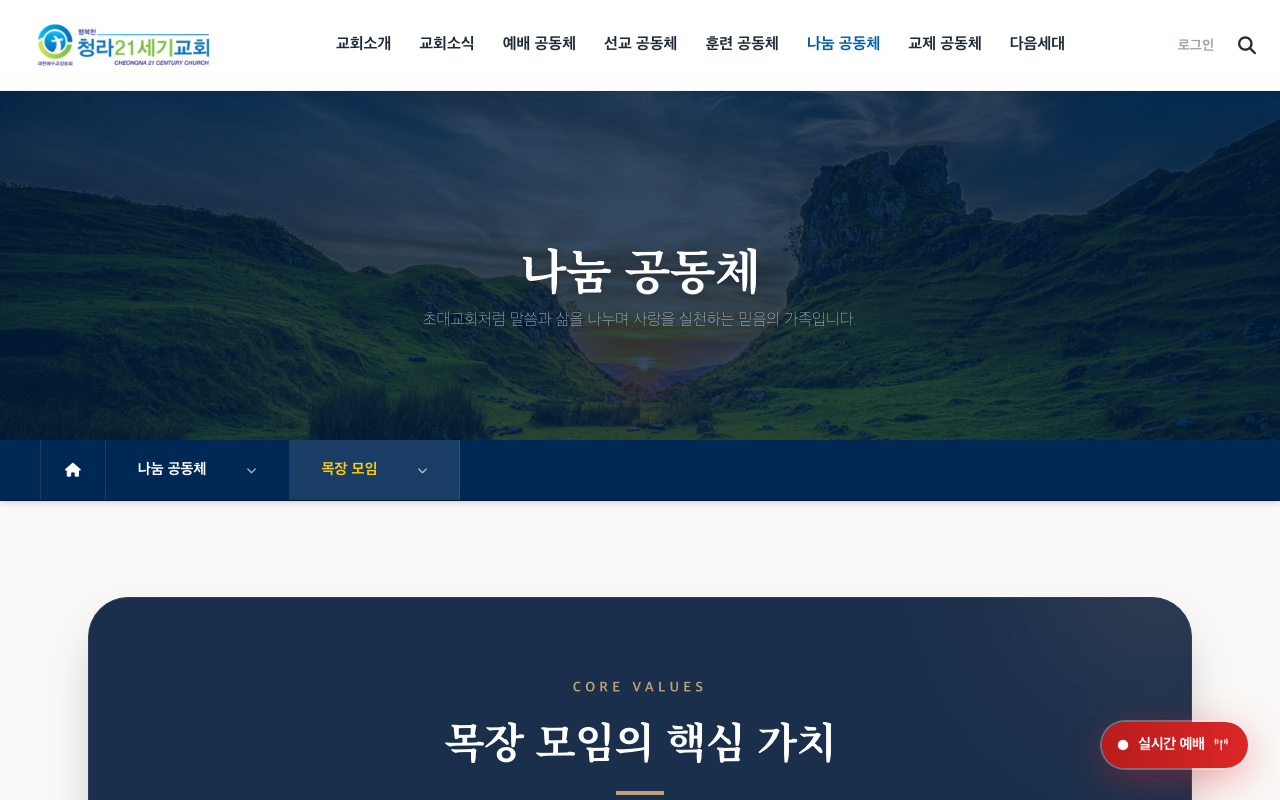 행복한
청라21세기교회
대한예수교장로회
CHEONGNA 21 CENTURY CHURCH
교회소개 교회소식 예배 공동체 선교 공동체 훈련 공동체 나눔 공동체 교제 공동체 다음세대
로그인
나눔 공동체
초대교회처럼 말씀과 삶을 나누며 사랑을 실천하는 믿음의 가족입니다.
나눔 공동체
목장 모임
CORE VALUES
목장 모임의 핵심 가치
실시간 예배